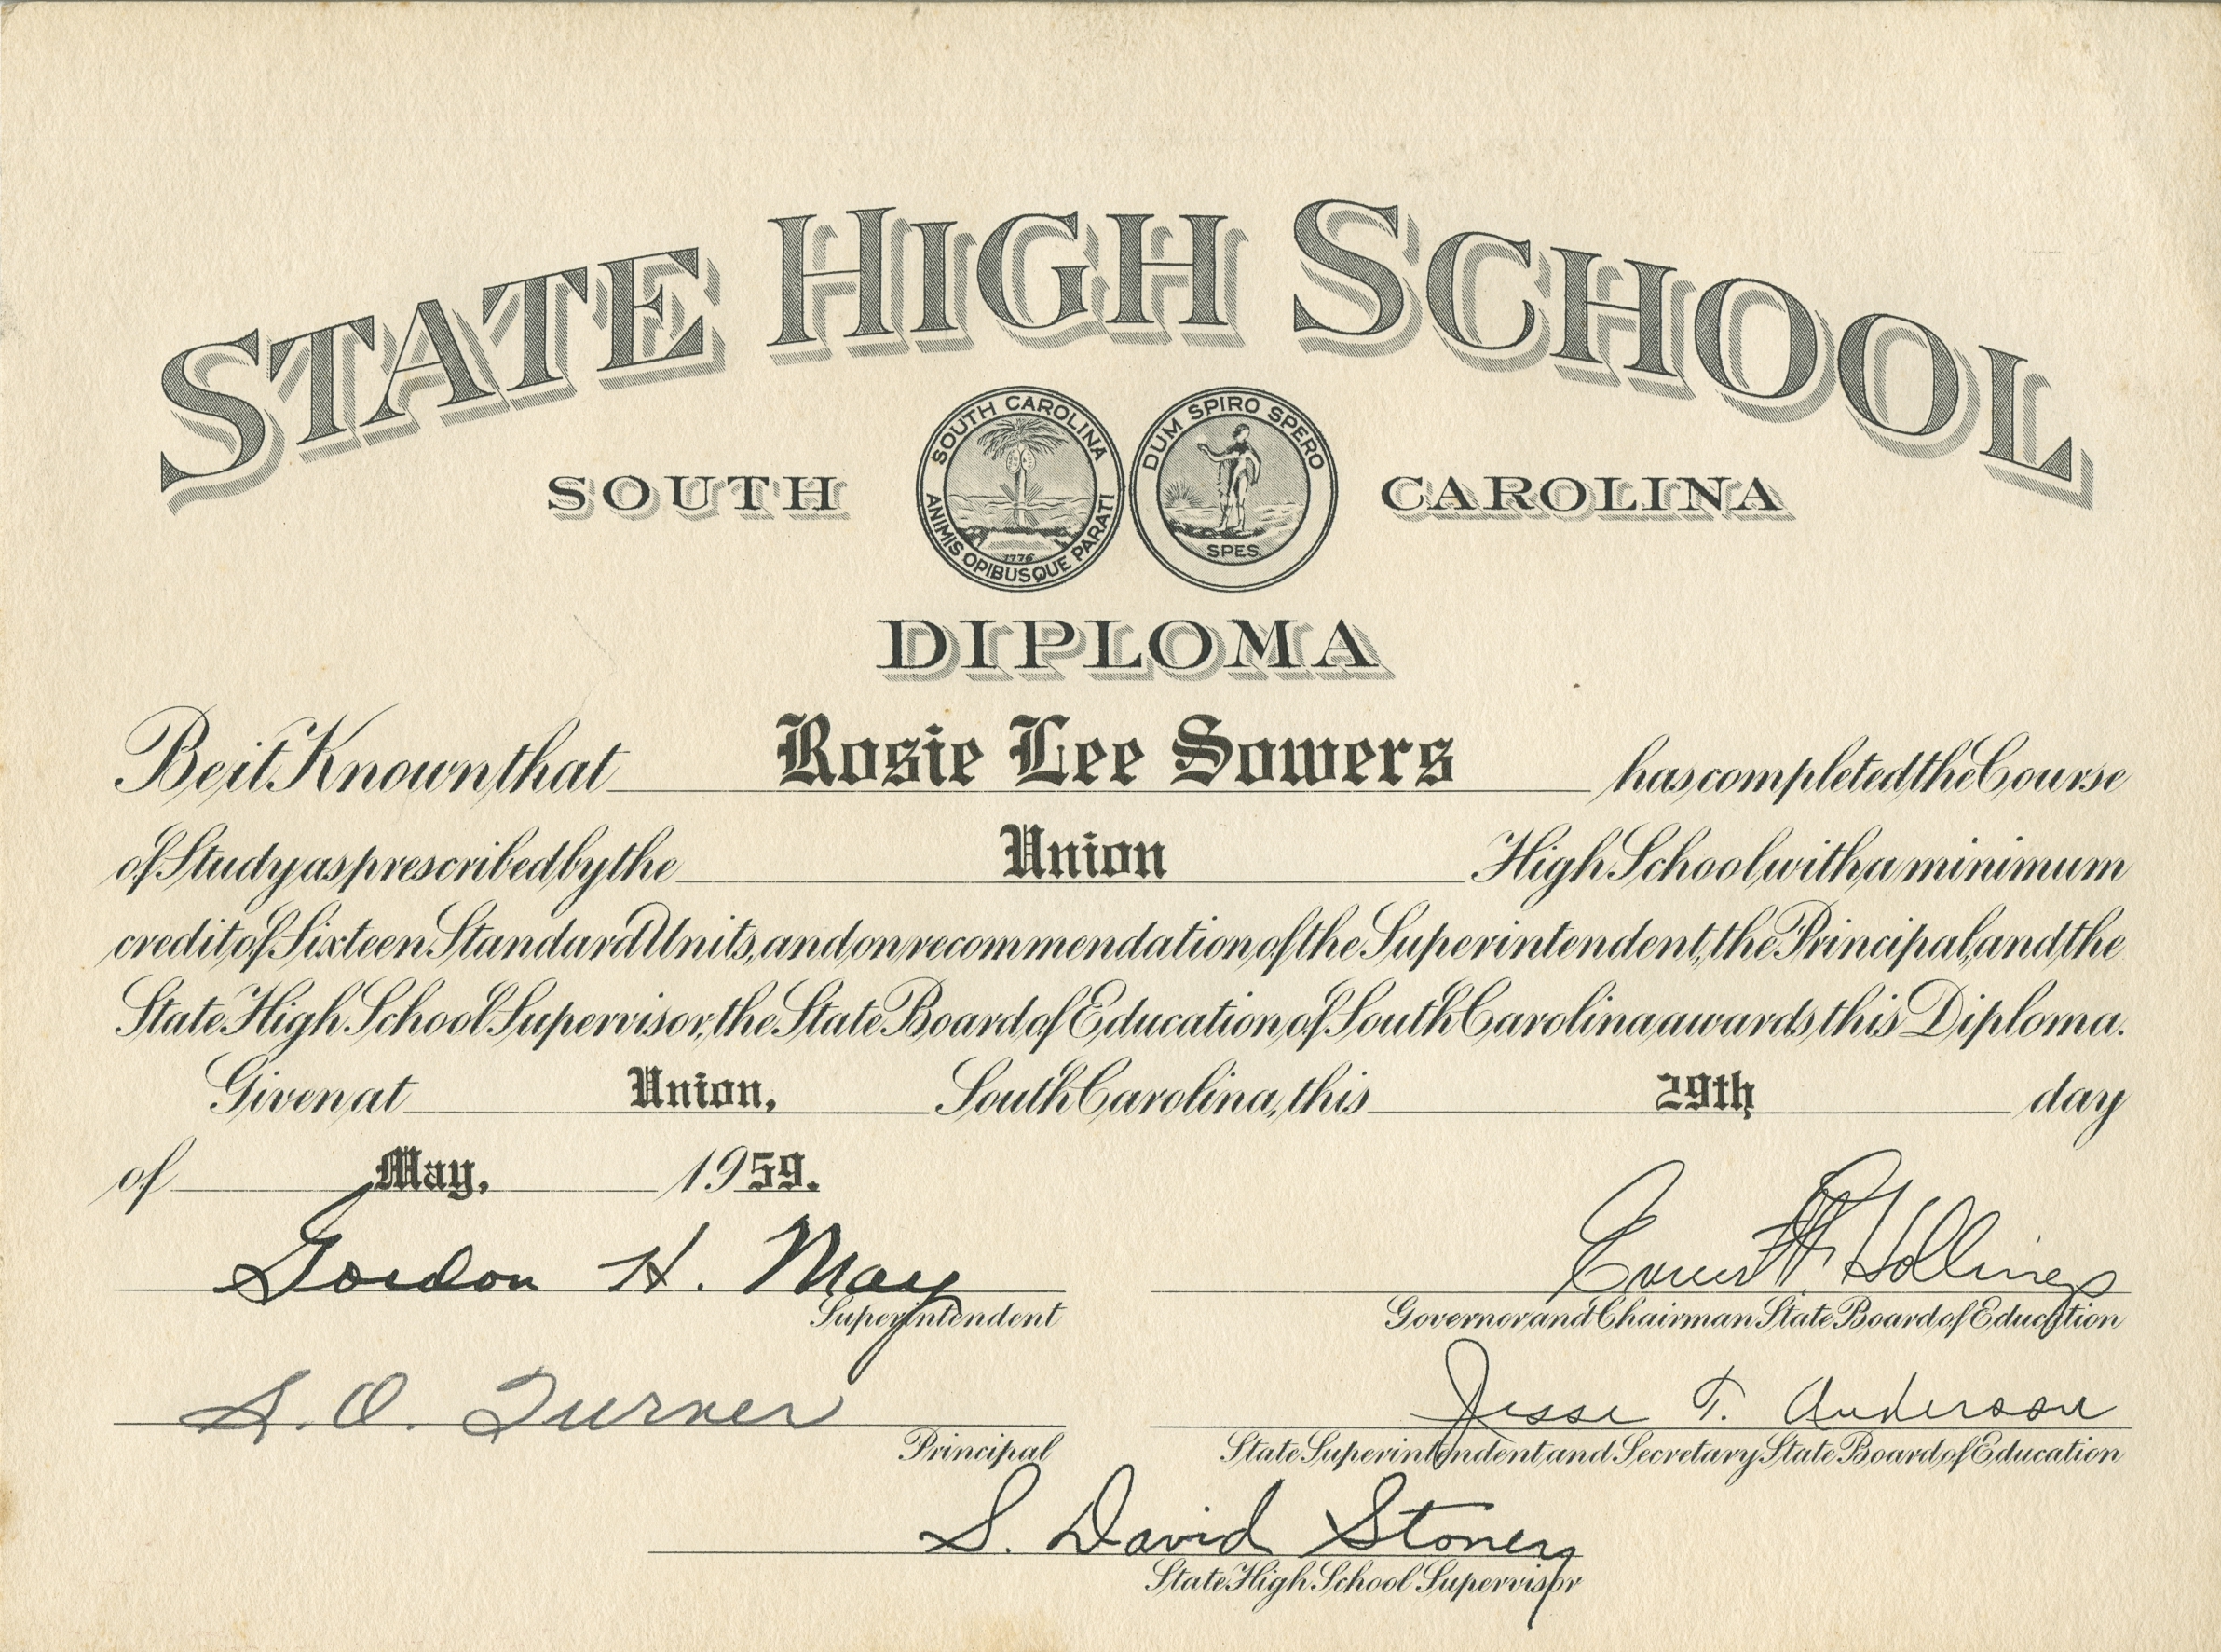 STATE HIGH SCHOOL
SOUTH CAROLINA
SOUTH CAROLINA
ANIMIS OPIBUSQUE PARATI
1776
DUM SPIRO SPERO
SPES
DIPLOMA
Be it Known that Rosie Lee Sowers has completed the Course
of Study as prescribed by the Union High School with a minimum
credit of Sixteen Standard Units, and on recommendation of the Superintendent, the Principal, and the
State High School Supervisor, the State Board of Education of South Carolina awards this Diploma.
Given at Union, South Carolina, this 29th day
of May, 1959.
Gordon H. May
Superintendent
Ernest F. Hollings
Governor and Chairman State Board of Education
S. O. Turner
Principal
Jesse T. Anderson
State Superintendent and Secretary State Board of Education
S. David Stoney
State High School Supervisor